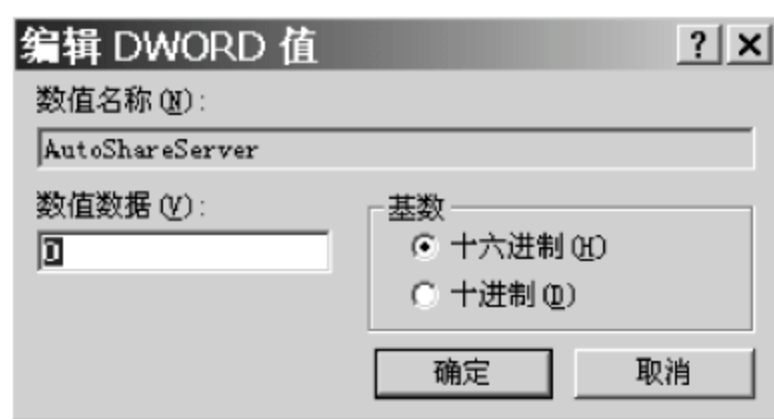 编辑 DWORD 值
数值名称(N):
AutoShareServer
数值数据(V):
0
基数
十六进制(H)
十进制(D)
确定
取消